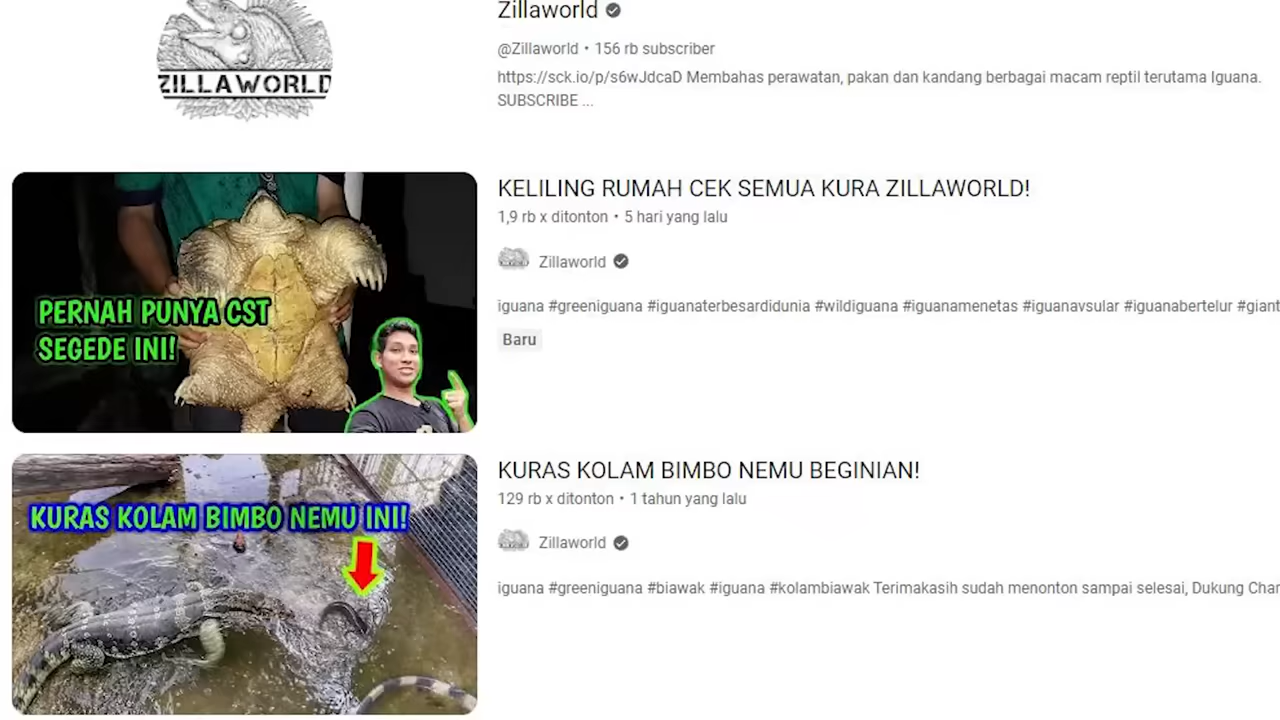 Zillaworld
ZILLAWORLD
@Zillaworld • 156 rb subscriber
https://sck.io/p/s6wJdcaD Membahas perawatan, pakan dan kandang berbagai macam reptil terutama Iguana.
SUBSCRIBE ...
PERNAH PUNYA CST
SEGEDE INI!
KELILING RUMAH CEK SEMUA KURA ZILLAWORLD!
1,9 rb x ditonton • 5 hari yang lalu
Zillaworld
iguana #greeniguana #iguanaterbesardidunia #wildiguana #iguanamenetas #iguanavsular #iguanabertelur #giant
Baru
KURAS KOLAM BIMBO NEMU INI!
KURAS KOLAM BIMBO NEMU BEGINIAN!
129 rb x ditonton • 1 tahun yang lalu
Zillaworld
iguana #greeniguana #biawak #iguana #kolambiawak Terimakasih sudah menonton sampai selesai, Dukung Chan